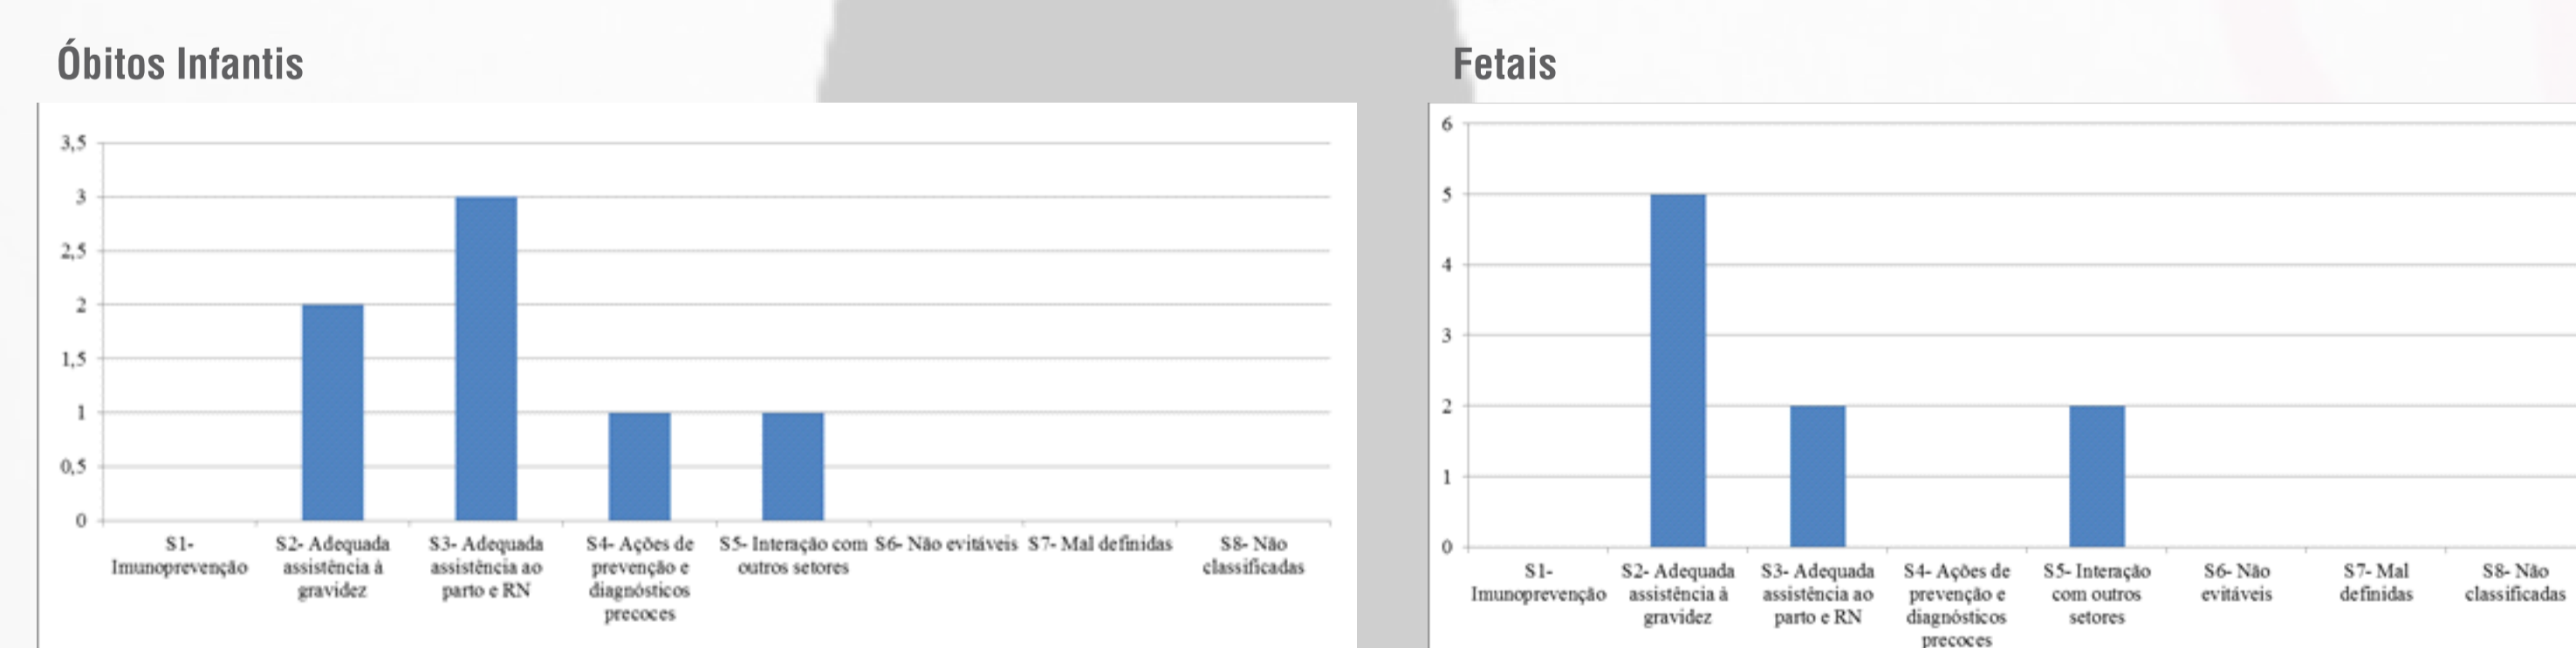 Óbitos Infantis
3,5
3
2,5
2
1,5
1
0,5
0
S1-
Imunoprevenção
S2- Adequada
assistência à
gravidez
S3- Adequada
assistência ao
parto e RN
S4- Ações de
prevenção e
diagnósticos
precoces
S5- Interação com
outros setores
S6- Não evitáveis
S7- Mal definidas
S8- Não
classificadas
Fetais
6
5
4
3
2
1
0
S1-
Imunoprevenção
S2- Adequada
assistência à
gravidez
S3- Adequada
assistência ao
parto e RN
S4- Ações de
prevenção e
diagnósticos
precoces
S5- Interação
com outros
setores
S6- Não
evitáveis
S7- Mal
definidas
S8- Não
classificadas